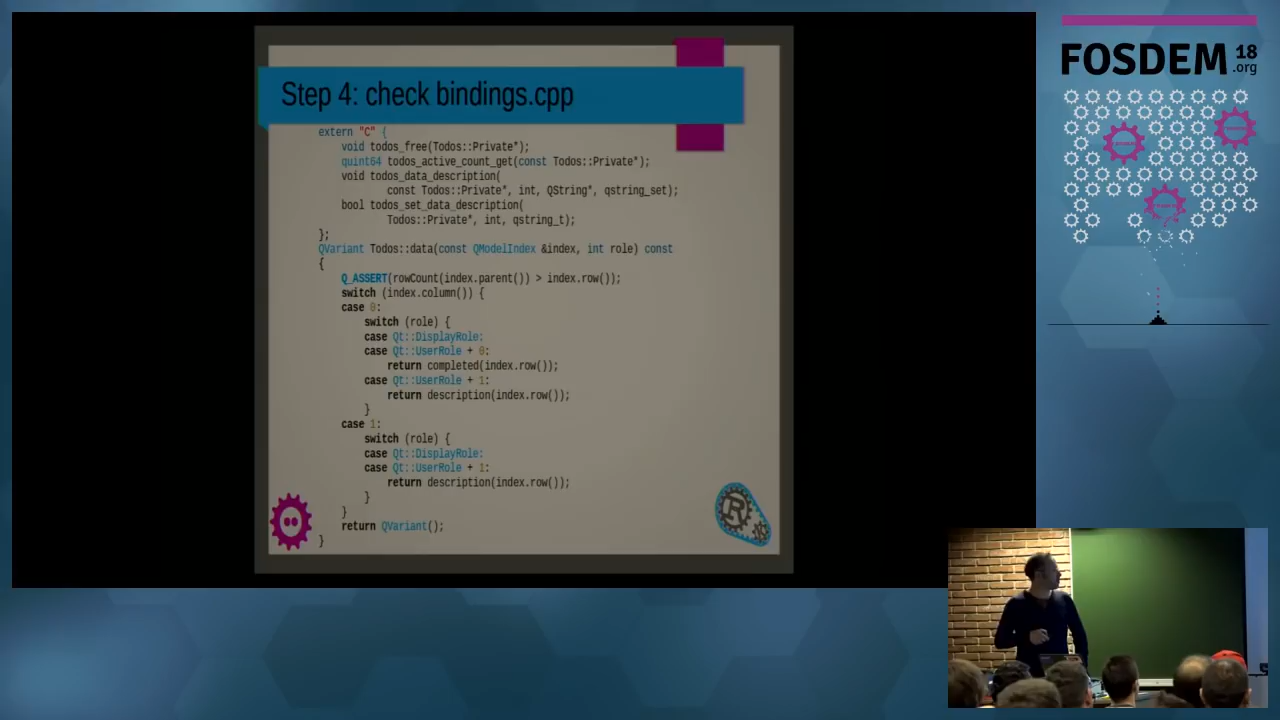 Step 4: check bindings.cpp
extern "C" {
void todos_free(Todos::Private*);
quint64 todos_active_count_get(const Todos::Private*);
void todos_data_description(
const Todos::Private*, int, QString*, qstring_set);
bool todos_set_data_description(
Todos::Private*, int, qstring_t);
};
QVariant Todos::data(const QModelIndex &index, int role) const
{
Q_ASSERT(rowCount(index.parent()) > index.row());
switch (index.column()) {
case 0:
switch (role) {
case Qt::DisplayRole:
case Qt::UserRole + 0:
return completed(index.row());
case Qt::UserRole + 1:
return description(index.row());
}
case 1:
switch (role) {
case Qt::DisplayRole:
case Qt::UserRole + 1:
return description(index.row());
}
}
return QVariant();
}
R
FOSDEM 18
.org